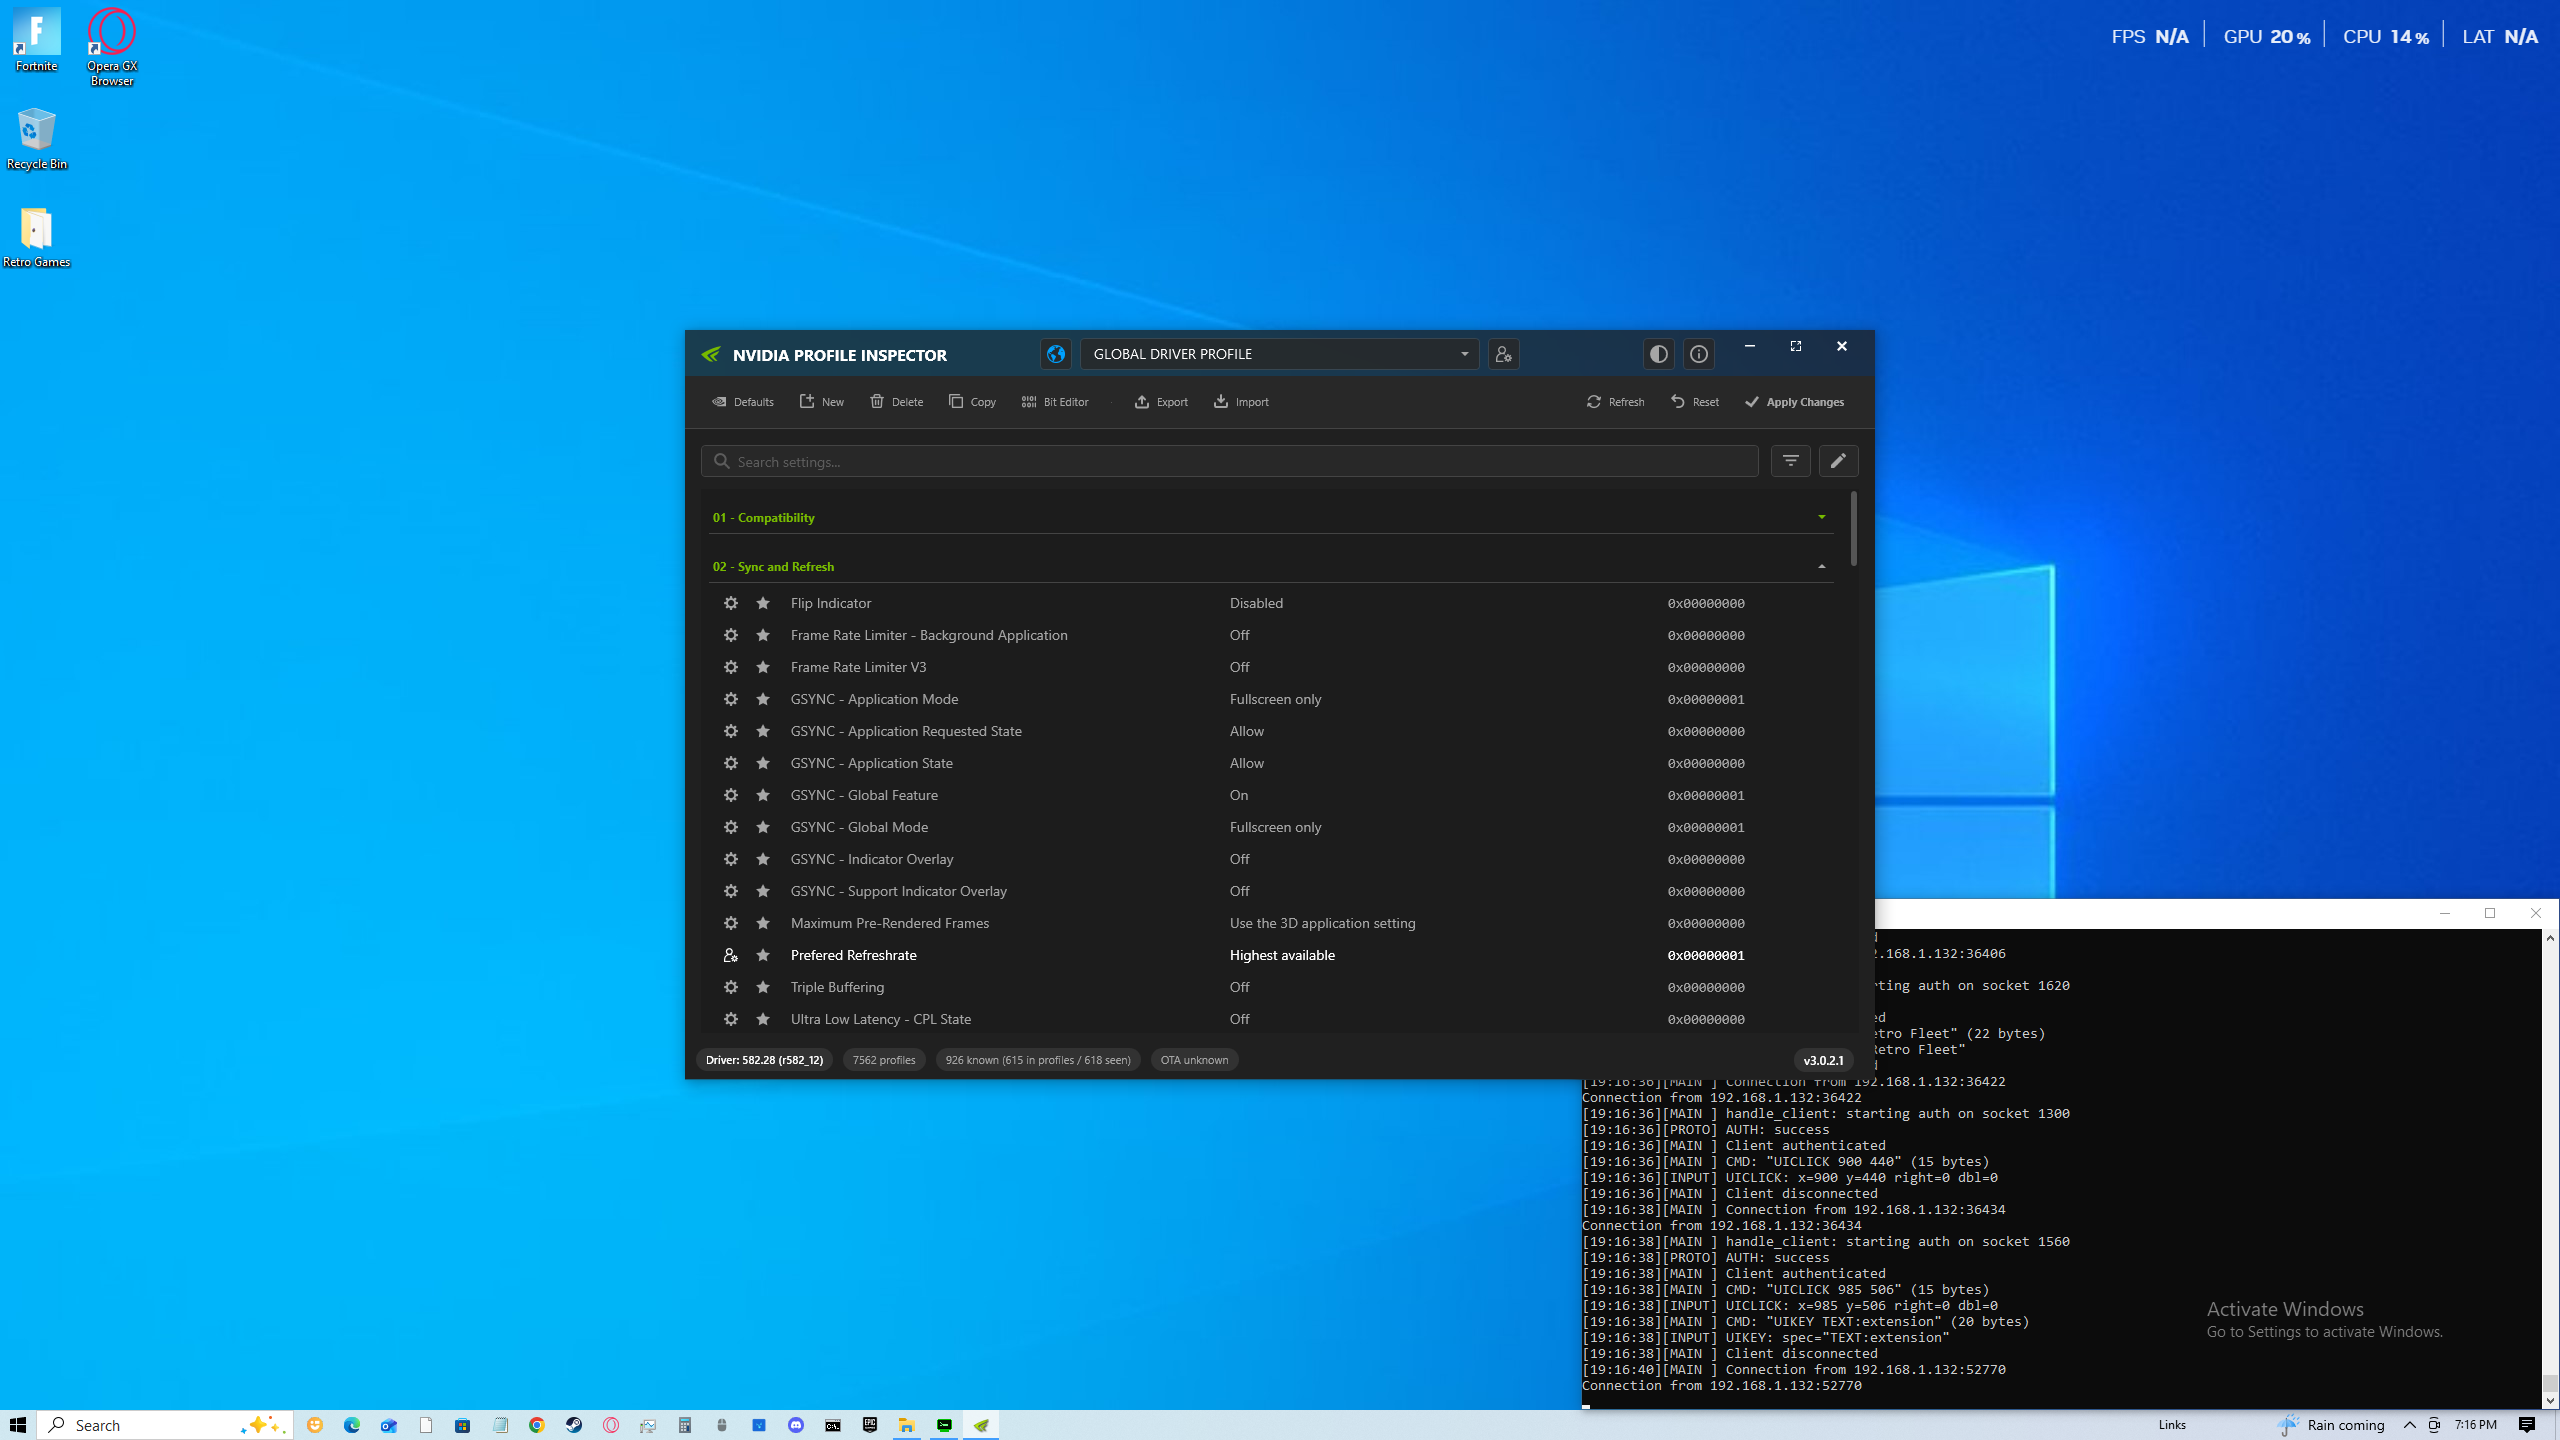 Fortnite
Opera GX
Browser
Recycle Bin
Retro Games
FPS N/A GPU 20 % CPU 14 % LAT N/A
NVIDIA PROFILE INSPECTOR
GLOBAL DRIVER PROFILE
Defaults New Delete Copy Bit Editor Export Import Refresh Reset Apply Changes
Search settings...
01 - Compatibility
02 - Sync and Refresh
Flip Indicator Disabled 0x00000000
Frame Rate Limiter - Background Application Off 0x00000000
Frame Rate Limiter V3 Off 0x00000000
GSYNC - Application Mode Fullscreen only 0x00000001
GSYNC - Application Requested State Allow 0x00000000
GSYNC - Application State Allow 0x00000000
GSYNC - Global Feature On 0x00000001
GSYNC - Global Mode Fullscreen only 0x00000001
GSYNC - Indicator Overlay Off 0x00000000
GSYNC - Support Indicator Overlay Off 0x00000000
Maximum Pre-Rendered Frames Use the 3D application setting 0x00000000
Prefered Refreshrate Highest available 0x00000001
Triple Buffering Off 0x00000000
Ultra Low Latency - CPL State Off 0x00000000
Driver: 582.28 (r582_12) 7562 profiles 926 known (615 in profiles / 618 seen) OTA unknown v3.0.2.1
d
2.168.1.132:36406
rting auth on socket 1620
ed
etro Fleet" (22 bytes)
Retro Fleet"
d
[19:16:36][MAIN ] Connection from 192.168.1.132:36422
Connection from 192.168.1.132:36422
[19:16:36][MAIN ] handle_client: starting auth on socket 1300
[19:16:36][PROTO] AUTH: success
[19:16:36][MAIN ] Client authenticated
[19:16:36][MAIN ] CMD: "UICLICK 900 440" (15 bytes)
[19:16:36][INPUT] UICLICK: x=900 y=440 right=0 dbl=0
[19:16:36][MAIN ] Client disconnected
[19:16:38][MAIN ] Connection from 192.168.1.132:36434
Connection from 192.168.1.132:36434
[19:16:38][MAIN ] handle_client: starting auth on socket 1560
[19:16:38][PROTO] AUTH: success
[19:16:38][MAIN ] Client authenticated
[19:16:38][MAIN ] CMD: "UICLICK 985 506" (15 bytes)
[19:16:38][INPUT] UICLICK: x=985 y=506 right=0 dbl=0
[19:16:38][MAIN ] CMD: "UIKEY TEXT:extension" (20 bytes)
[19:16:38][INPUT] UIKEY: spec="TEXT:extension"
[19:16:38][MAIN ] Client disconnected
[19:16:40][MAIN ] Connection from 192.168.1.132:52770
Connection from 192.168.1.132:52770
Activate Windows
Go to Settings to activate Windows.
Search
Links
Rain coming
7:16 PM